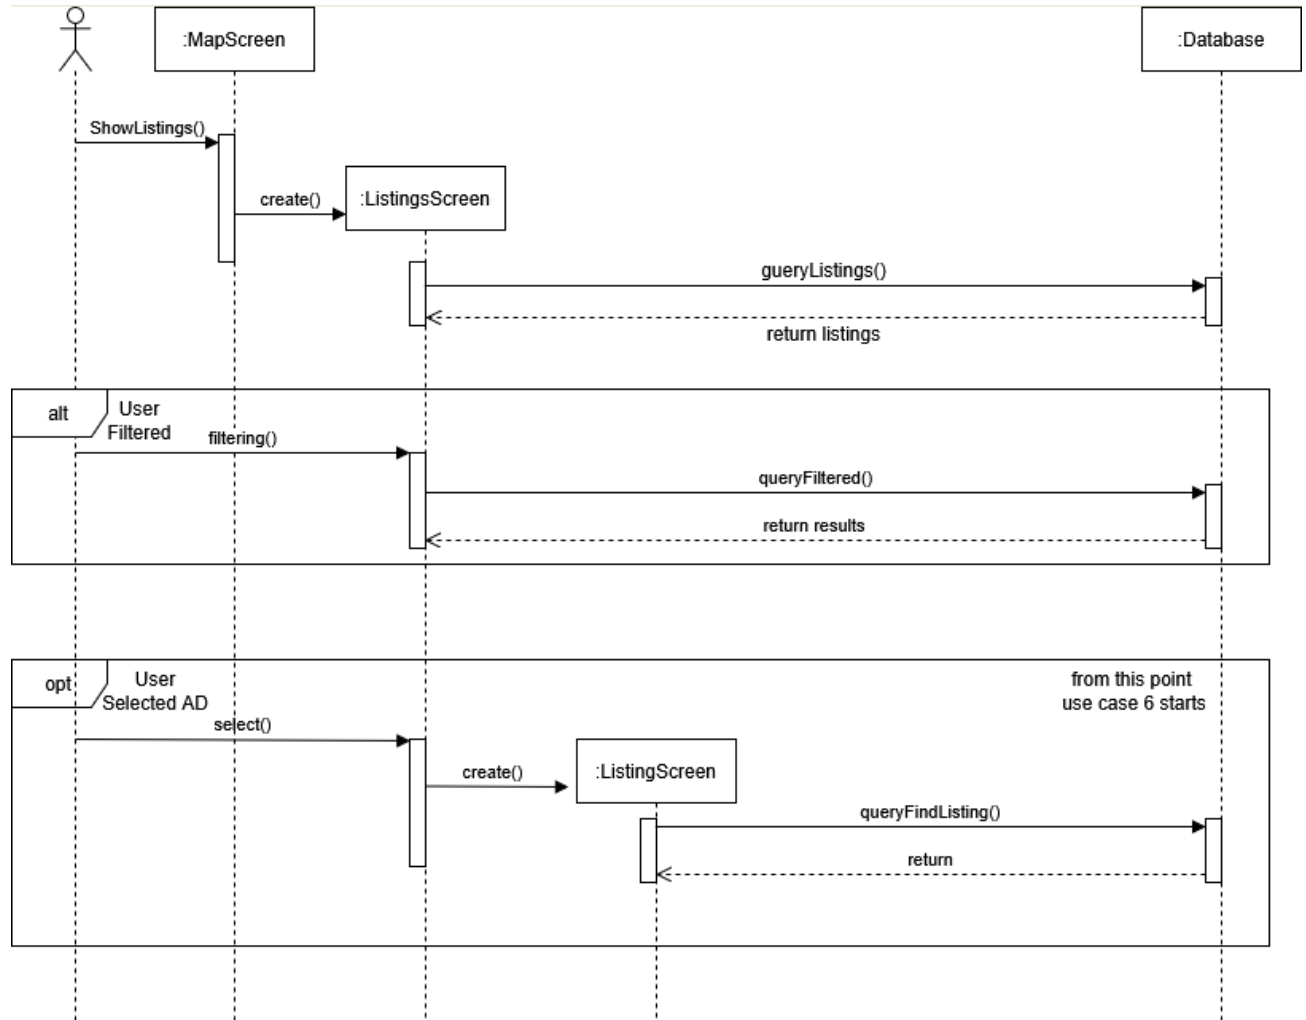 :MapScreen
:Database
ShowListings()
create()
:ListingsScreen
gueryListings()
return listings
alt
User
Filtered
filtering()
queryFiltered()
return results
opt
User
Selected AD
from this point
use case 6 starts
select()
create()
:ListingScreen
queryFindListing()
return